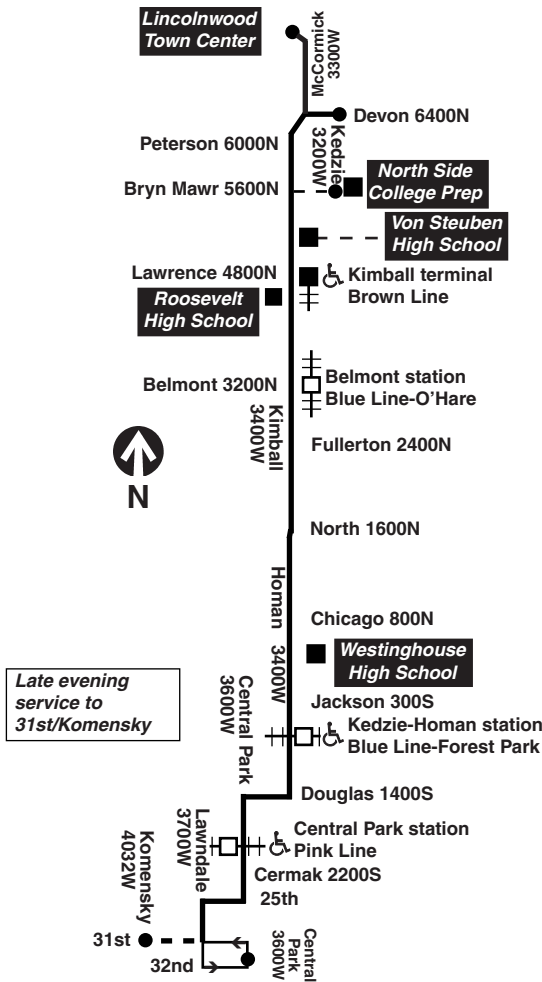 Lincolnwood
Town Center
McCormick
3300W
Devon 6400N
Peterson 6000N
Kedzie
3200W
Bryn Mawr 5600N
North Side
College Prep
Von Steuben
High School
Lawrence 4800N
Kimball terminal
Brown Line
Roosevelt
High School
Belmont 3200N
Belmont station
Blue Line-O'Hare
Kimball
3400W
Fullerton 2400N
N
North 1600N
Homan 3400W
Chicago 800N
Westinghouse
High School
Late evening
service to
31st/Komensky
Central Park
3600W
Jackson 300S
Kedzie-Homan station
Blue Line-Forest Park
Douglas 1400S
Lawndale
3700W
Central Park station
Pink Line
Komensky
4032W
Cermak 2200S
25th
31st
32nd
Central
Park
3600W